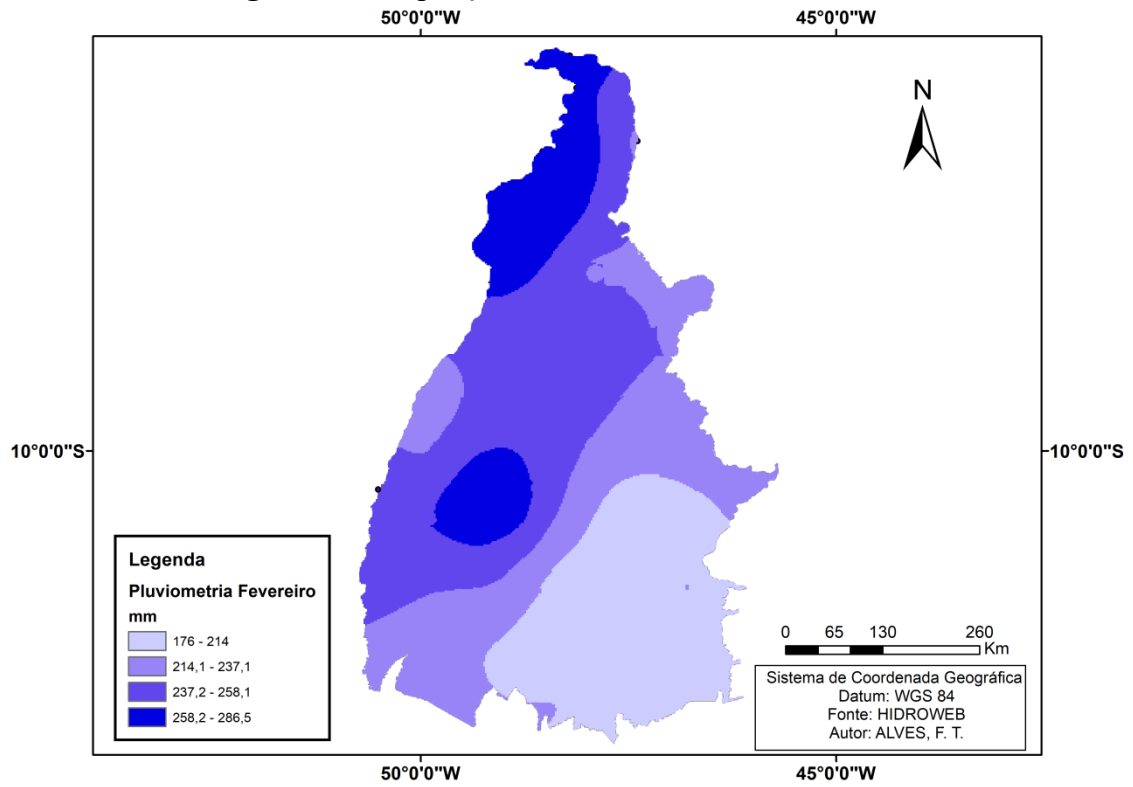 50°0'0"W 45°0'0"W
N
10°0'0"S 10°0'0"S
Legenda
Pluviometria Fevereiro
mm
176 - 214
214,1 - 237,1
237,2 - 258,1
258,2 - 286,5
0 65 130 260
Km
Sistema de Coordenada Geográfica
Datum: WGS 84
Fonte: HIDROWEB
Autor: ALVES, F. T.
50°0'0"W 45°0'0"W